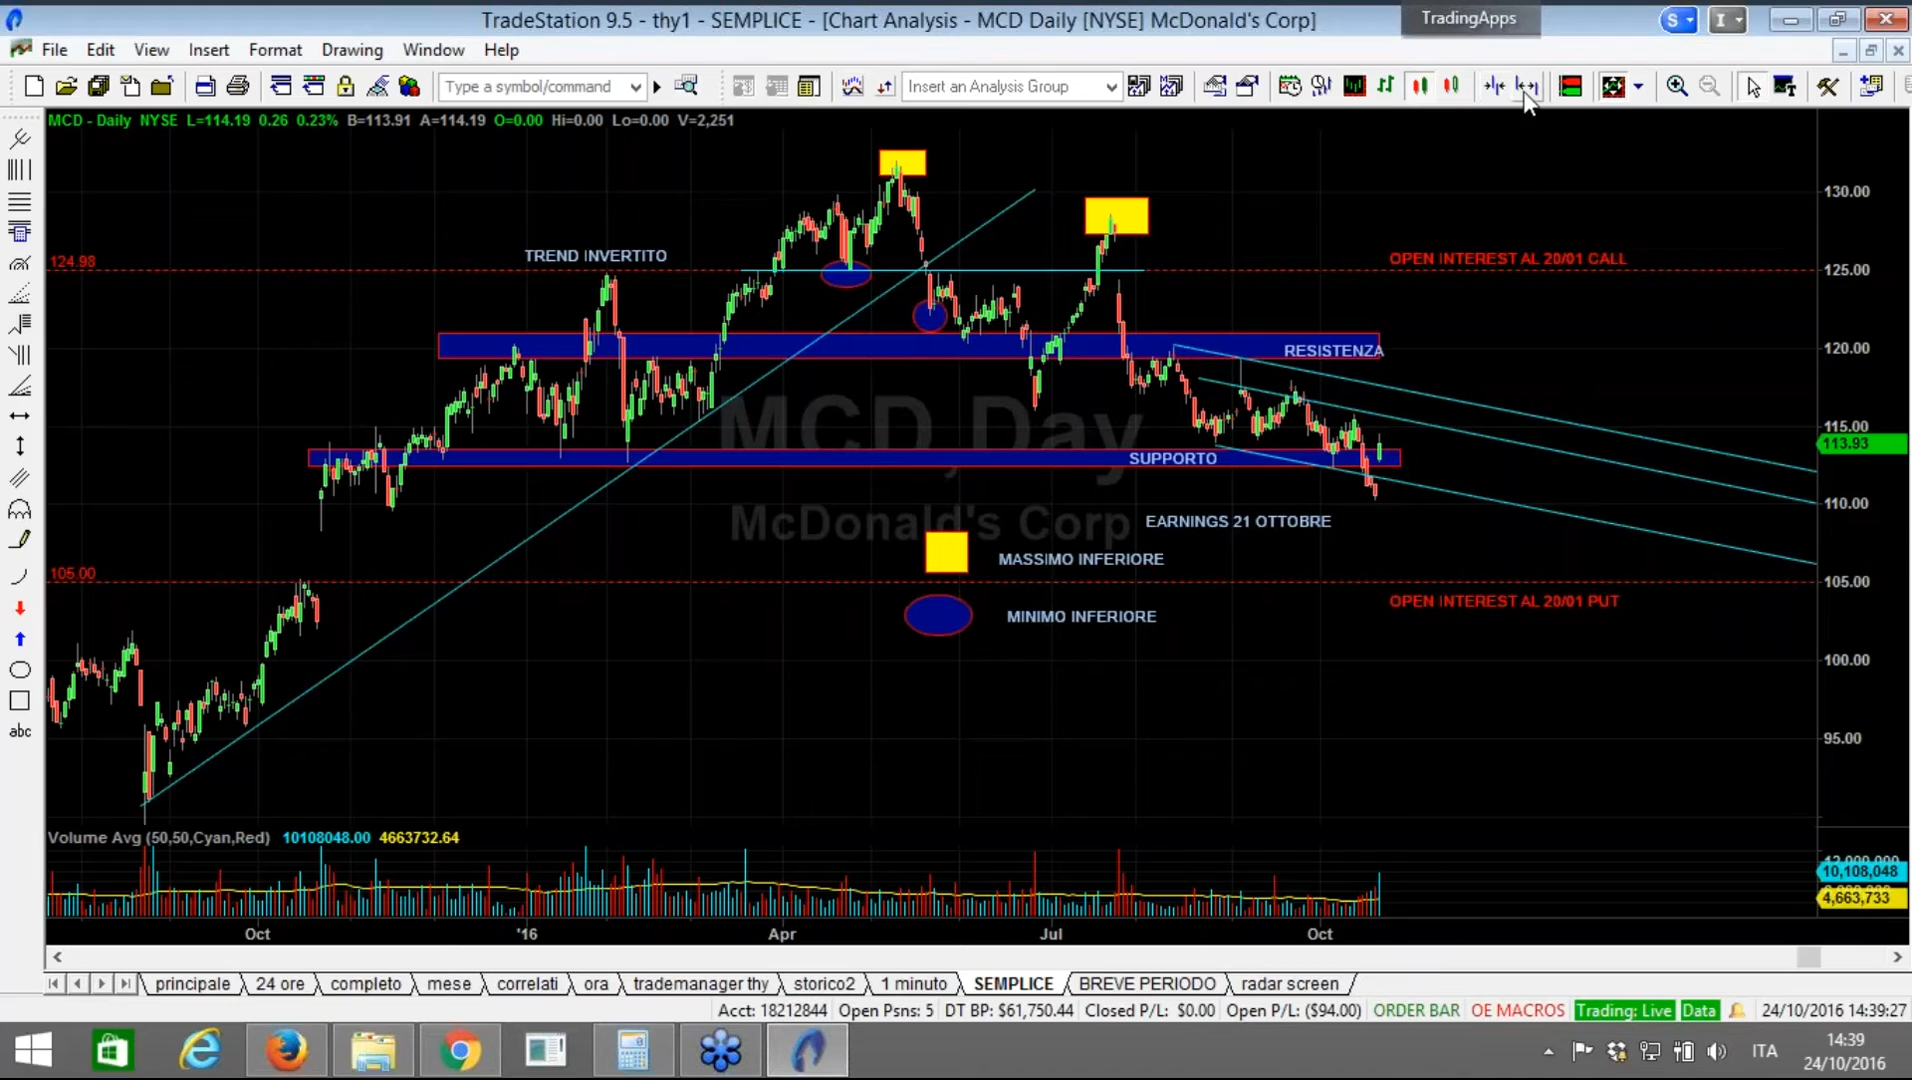 TradeStation 9.5 - thy1 - SEMPLICE - [Chart Analysis - MCD Daily [NYSE] McDonald's Corp]
TradingApps
S
I
File Edit View Insert Format Drawing Window Help
Type a symbol/command
Insert an Analysis Group
MCD - Daily NYSE L=114.19 0.26 0.23% B=113.91 A=114.19 O=0.00 Hi=0.00 Lo=0.00 V=2,251
130.00
TREND INVERTITO
124.98
OPEN INTEREST AL 20/01 CALL
125.00
RESISTENZA
120.00
MCD,Day
115.00
113.93
SUPPORTO
110.00
McDonald's Corp
EARNINGS 21 OTTOBRE
MASSIMO INFERIORE
105.00
105.00
OPEN INTEREST AL 20/01 PUT
MINIMO INFERIORE
100.00
abc
95.00
Volume Avg (50,50,Cyan,Red) 10108048.00 4663732.64
10,108,048
4,663,733
Oct '16 Apr Jul Oct
principale 24 ore completo mese correlati ora trademanager thy storico2 1 minuto SEMPLICE BREVE PERIODO radar screen
Acct: 18212844 Open Psns: 5 DT BP: $61,750.44 Closed P/L: $0.00 Open P/L: ($94.00) ORDER BAR OE MACROS Trading: Live Data 24/10/2016 14:39:27
ITA
14:39
24/10/2016